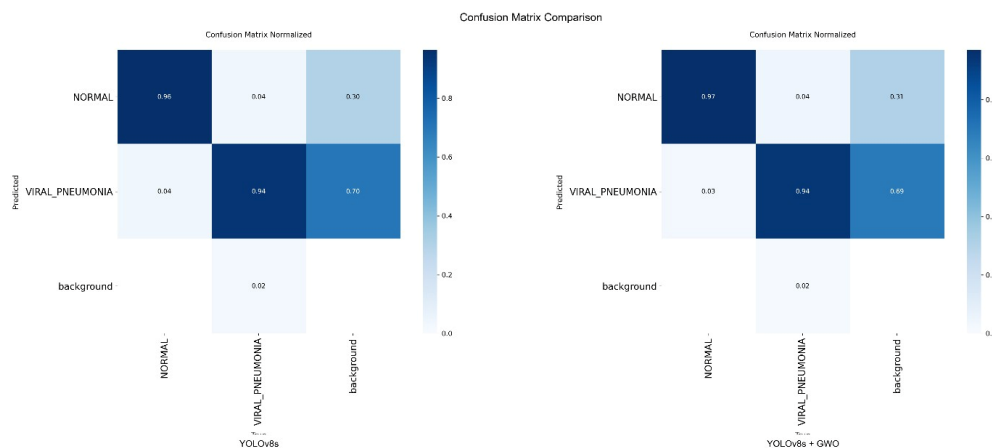 Confusion Matrix Comparison
Confusion Matrix Normalized
NORMAL
0.96 0.04 0.30
0.8
0.6
VIRAL_PNEUMONIA
0.04 0.94 0.70
Predicted
0.4
background
0.02
0.2
0.0
NORMAL
VIRAL_PNEUMONIA
background
YOLOv8s
Confusion Matrix Normalized
NORMAL
0.97 0.04 0.31
VIRAL_PNEUMONIA
0.03 0.94 0.69
Predicted
background
0.02
NORMAL
VIRAL_PNEUMONIA
background
YOLOv8s + GWO